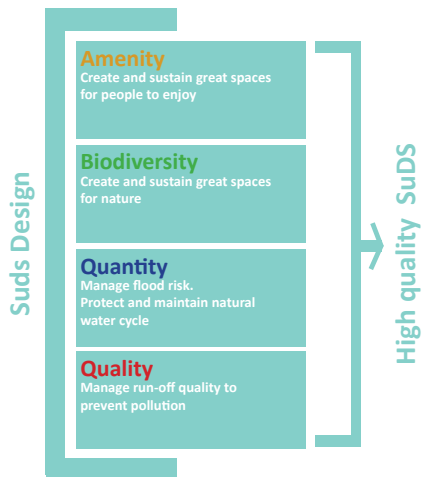 Suds Design
Amenity
Create and sustain great spaces
for people to enjoy
Biodiversity
Create and sustain great spaces
for nature
Quantity
Manage flood risk.
Protect and maintain natural
water cycle
Quality
Manage run-off quality to
prevent pollution
High quality SuDS